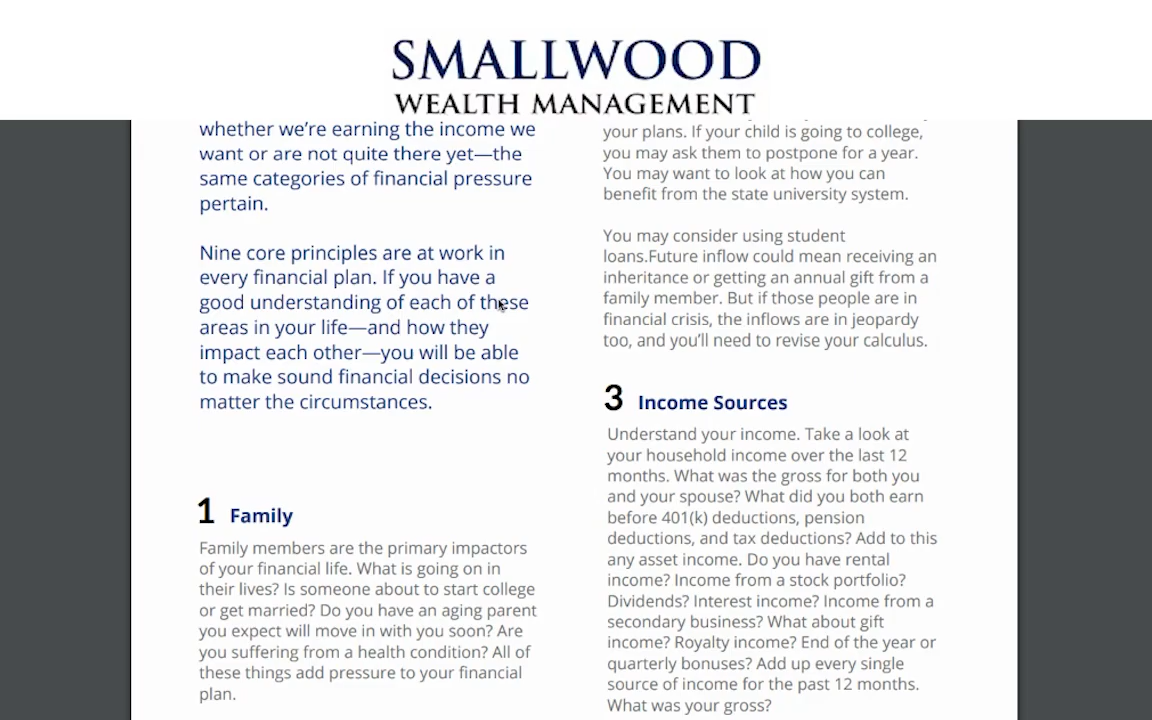 SMALLWOOD
WEALTH MANAGEMENT
whether we’re earning the income we
want or are not quite there yet—the
same categories of financial pressure
pertain.
Nine core principles are at work in
every financial plan. If you have a
good understanding of each of these
areas in your life—and how they
impact each other—you will be able
to make sound financial decisions no
matter the circumstances.
1 Family
Family members are the primary impactors
of your financial life. What is going on in
their lives? Is someone about to start college
or get married? Do you have an aging parent
you expect will move in with you soon? Are
you suffering from a health condition? All of
these things add pressure to your financial
plan.
your plans. If your child is going to college,
you may ask them to postpone for a year.
You may want to look at how you can
benefit from the state university system.
You may consider using student
loans.Future inflow could mean receiving an
inheritance or getting an annual gift from a
family member. But if those people are in
financial crisis, the inflows are in jeopardy
too, and you’ll need to revise your calculus.
3 Income Sources
Understand your income. Take a look at
your household income over the last 12
months. What was the gross for both you
and your spouse? What did you both earn
before 401(k) deductions, pension
deductions, and tax deductions? Add to this
any asset income. Do you have rental
income? Income from a stock portfolio?
Dividends? Interest income? Income from a
secondary business? What about gift
income? Royalty income? End of the year or
quarterly bonuses? Add up every single
source of income for the past 12 months.
What was your gross?